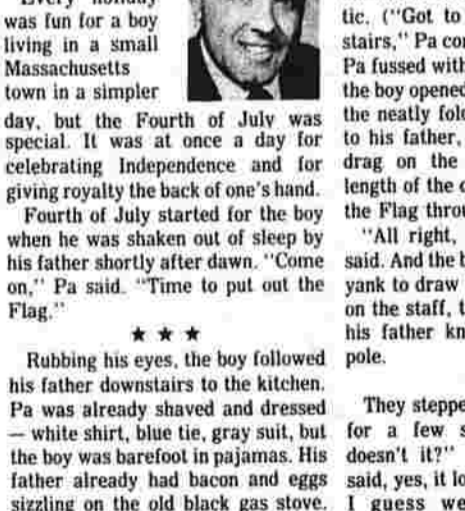 Every holiday
was fun for a boy
living in a small
Massachusetts
town in a simpler
day, but the Fourth of July was
special. It was at once a day for
celebrating Independence and for
giving royalty the back of one's hand.
Fourth of July started for the boy
when he was shaken out of sleep by
his father shortly after dawn. "Come
on," Pa said. "Time to put out the
Flag."
★ ★ ★
Rubbing his eyes, the boy followed
his father downstairs to the kitchen.
Pa was already shaved and dressed
— white shirt, blue tie, gray suit, but
the boy was barefoot in pajamas. His
father already had bacon and eggs
sizzling on the old black gas stove.
tic. ("Got to
stairs," Pa
Pa fussed with
the boy opened
the neatly
to his father,
drag on the
length of the
the Flag
"All right,
said. And the
yank to draw
on the staff,
his father
pole.
They
for a few
doesn't it?"
said, yes, it
I guess